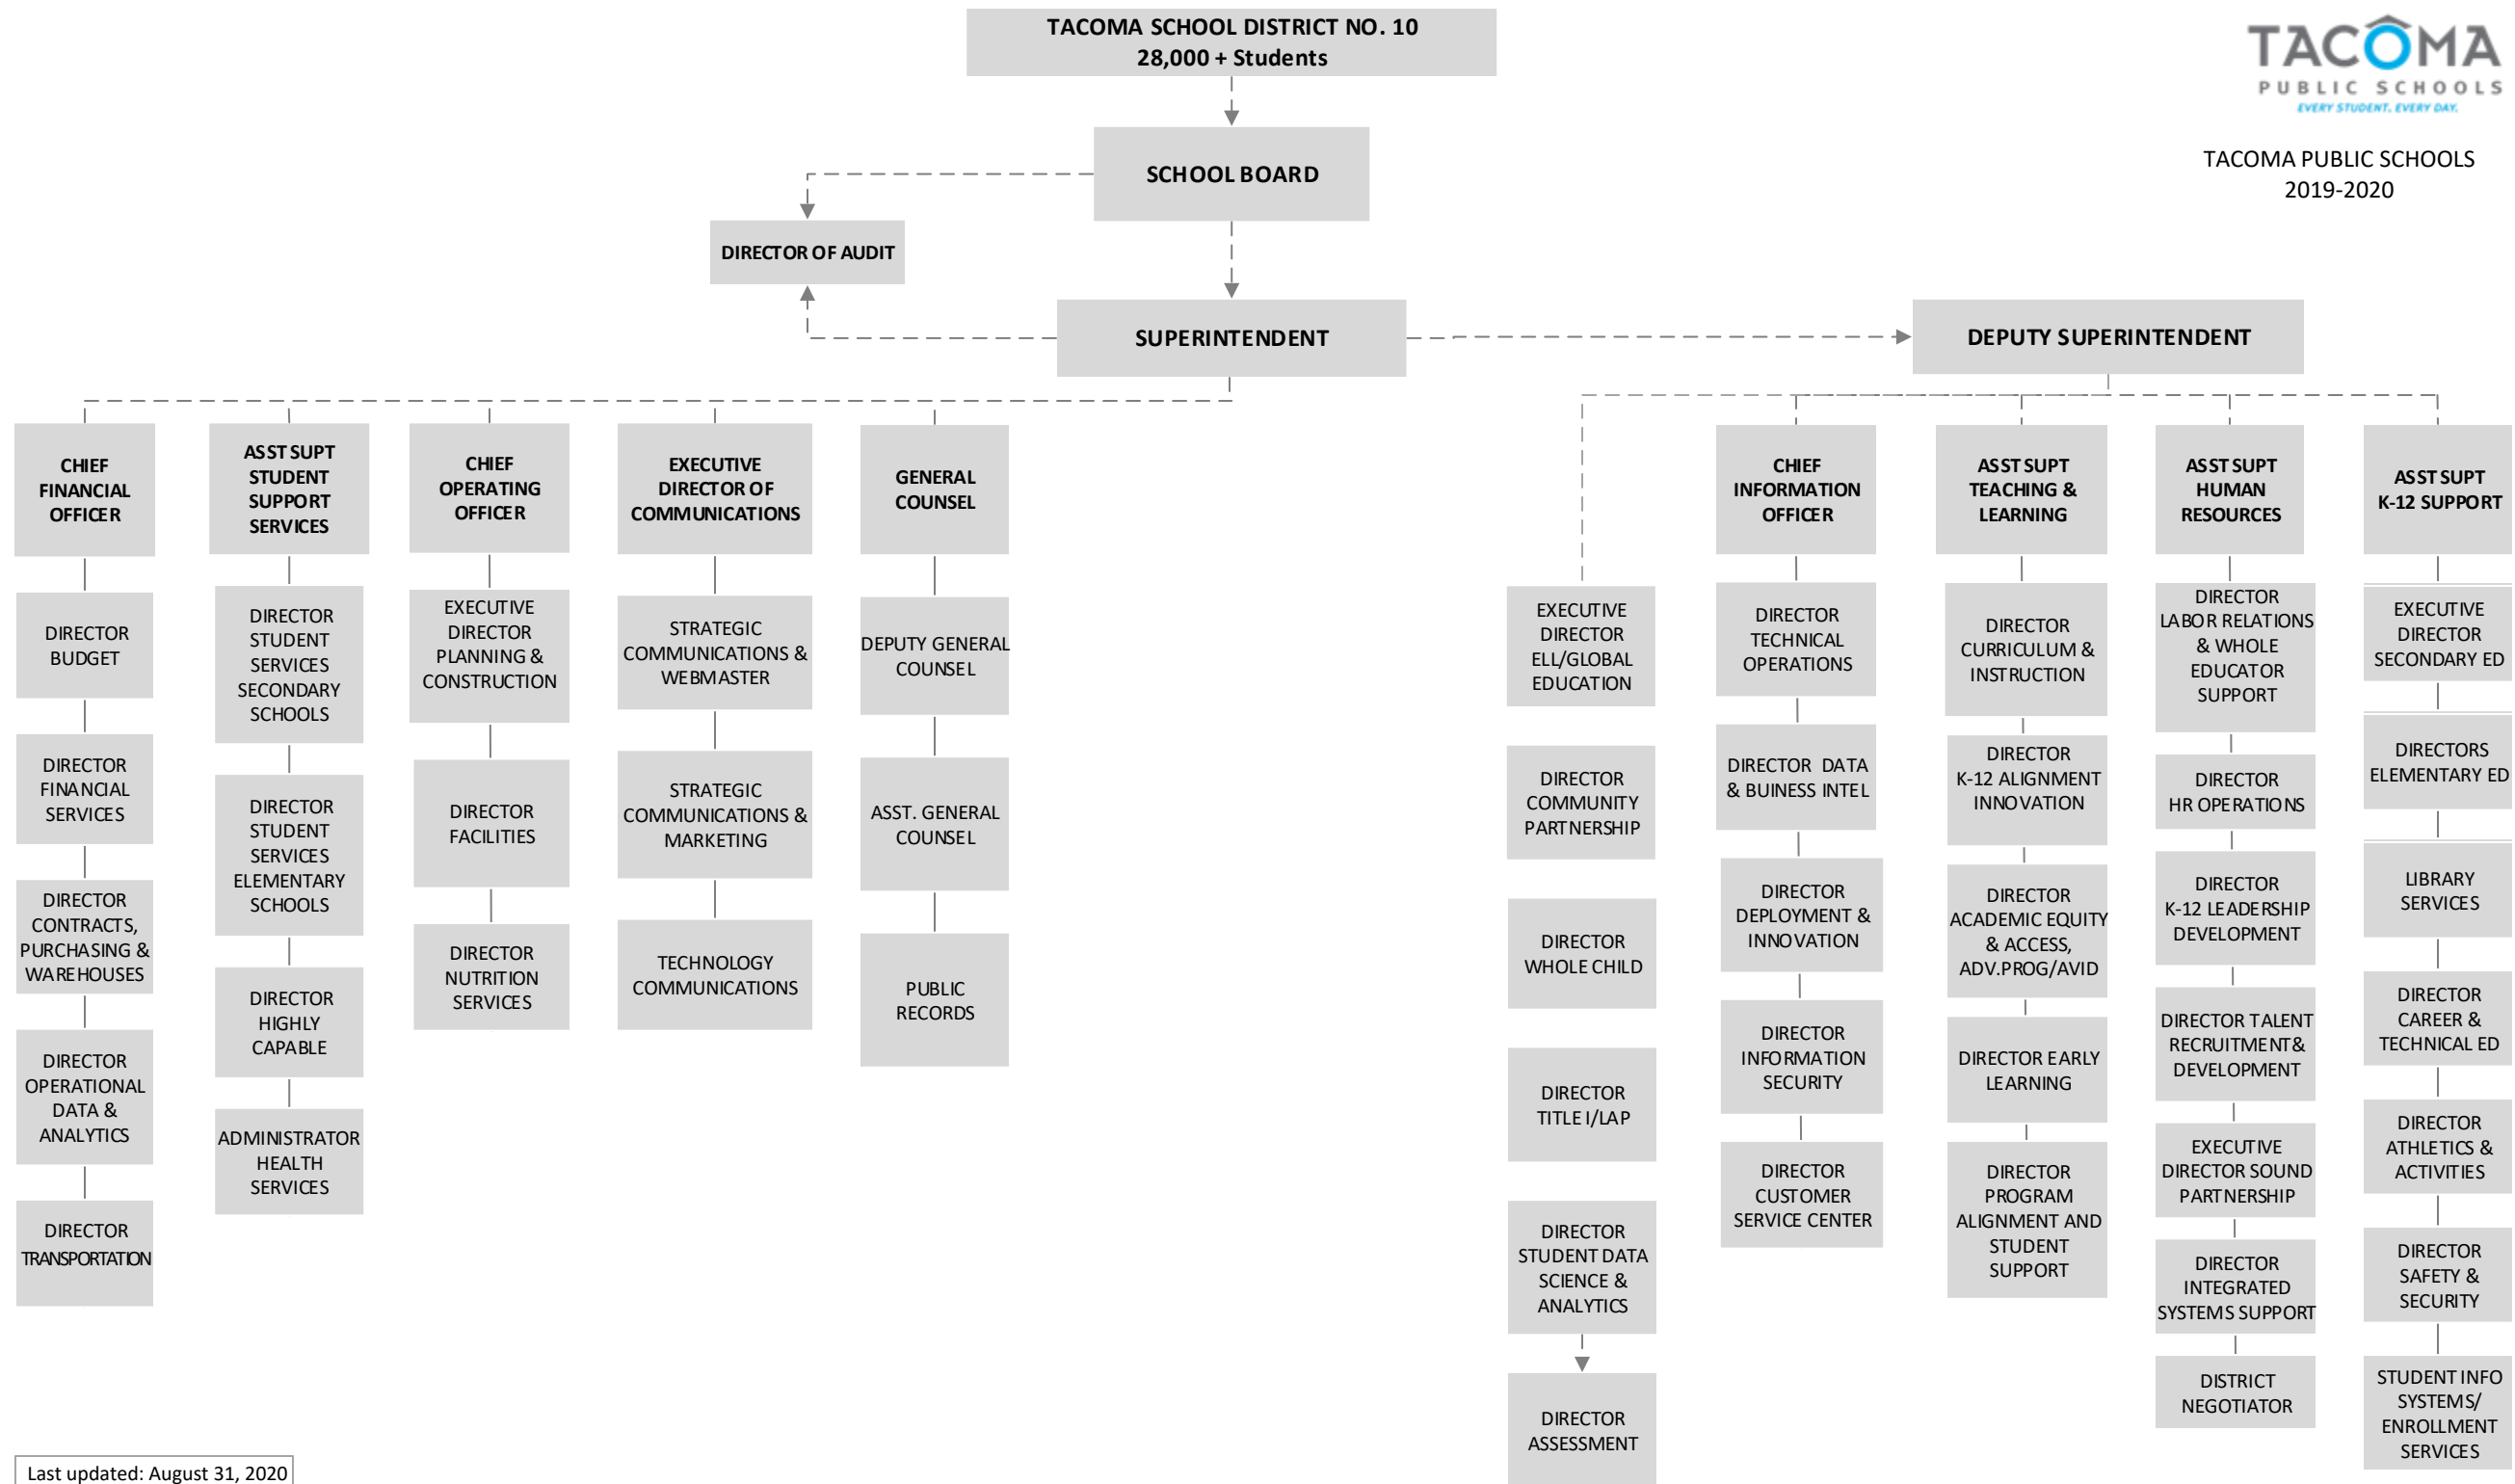 TACOMA SCHOOL DISTRICT NO. 10
28,000 + Students
TACOMA
PUBLIC SCHOOLS
EVERY STUDENT. EVERY DAY.
TACOMA PUBLIC SCHOOLS
2019-2020
SCHOOL BOARD
DIRECTOR OF AUDIT
SUPERINTENDENT
DEPUTY SUPERINTENDENT
CHIEF
FINANCIAL
OFFICER
DIRECTOR
BUDGET
DIRECTOR
FINANCIAL
SERVICES
DIRECTOR
CONTRACTS,
PURCHASING &
WAREHOUSES
DIRECTOR
OPERATIONAL
DATA &
ANALYTICS
DIRECTOR
TRANSPORTATION
ASST SUPT
STUDENT
SUPPORT
SERVICES
DIRECTOR
STUDENT
SERVICES
SECONDARY
SCHOOLS
DIRECTOR
STUDENT
SERVICES
ELEMENTARY
SCHOOLS
DIRECTOR
HIGHLY
CAPABLE
ADMINISTRATOR
HEALTH
SERVICES
CHIEF
OPERATING
OFFICER
EXECUTIVE
DIRECTOR
PLANNING &
CONSTRUCTION
DIRECTOR
FACILITIES
DIRECTOR
NUTRITION
SERVICES
EXECUTIVE
DIRECTOR OF
COMMUNICATIONS
STRATEGIC
COMMUNICATIONS &
WEBMASTER
STRATEGIC
COMMUNICATIONS &
MARKETING
TECHNOLOGY
COMMUNICATIONS
GENERAL
COUNSEL
DEPUTY GENERAL
COUNSEL
ASST. GENERAL
COUNSEL
PUBLIC
RECORDS
EXECUTIVE
DIRECTOR
ELL/GLOBAL
EDUCATION
DIRECTOR
COMMUNITY
PARTNERSHIP
DIRECTOR
WHOLE CHILD
DIRECTOR
TITLE I/LAP
DIRECTOR
STUDENT DATA
SCIENCE &
ANALYTICS
DIRECTOR
ASSESSMENT
CHIEF
INFORMATION
OFFICER
DIRECTOR
TECHNICAL
OPERATIONS
DIRECTOR DATA
& BUINESS INTEL
DIRECTOR
DEPLOYMENT &
INNOVATION
DIRECTOR
INFORMATION
SECURITY
DIRECTOR
CUSTOMER
SERVICE CENTER
ASST SUPT
TEACHING &
LEARNING
DIRECTOR
CURRICULUM &
INSTRUCTION
DIRECTOR
K-12 ALIGNMENT
INNOVATION
DIRECTOR
ACADEMIC EQUITY
& ACCESS,
ADV.PROG/AVID
DIRECTOR EARLY
LEARNING
DIRECTOR
PROGRAM
ALIGNMENT AND
STUDENT
SUPPORT
ASST SUPT
HUMAN
RESOURCES
DIRECTOR
LABOR RELATIONS
& WHOLE
EDUCATOR
SUPPORT
DIRECTOR
HR OPERATIONS
DIRECTOR
K-12 LEADERSHIP
DEVELOPMENT
DIRECTOR TALENT
RECRUITMENT&
DEVELOPMENT
EXECUTIVE
DIRECTOR SOUND
PARTNERSHIP
DIRECTOR
INTEGRATED
SYSTEMS SUPPORT
DISTRICT
NEGOTIATOR
ASST SUPT
K-12 SUPPORT
EXECUTIVE
DIRECTOR
SECONDARY ED
DIRECTORS
ELEMENTARY ED
LIBRARY
SERVICES
DIRECTOR
CAREER &
TECHNICAL ED
DIRECTOR
ATHLETICS &
ACTIVITIES
DIRECTOR
SAFETY &
SECURITY
STUDENT INFO
SYSTEMS/
ENROLLMENT
SERVICES
Last updated: August 31, 2020